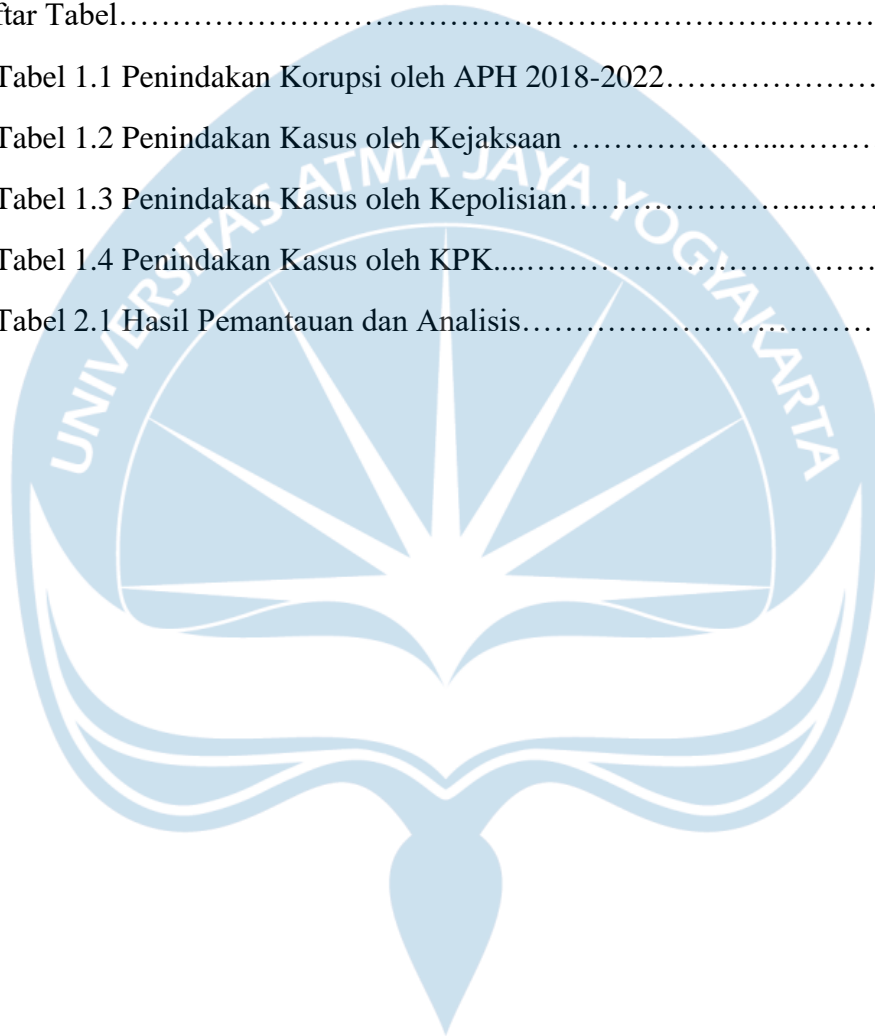 ftar Tabel……………………………………………………………………
Tabel 1.1 Penindakan Korupsi oleh APH 2018-2022…………………
Tabel 1.2 Penindakan Kasus oleh Kejaksaan …………………...………
Tabel 1.3 Penindakan Kasus oleh Kepolisian…………………...……
Tabel 1.4 Penindakan Kasus oleh KPK....……………………………
Tabel 2.1 Hasil Pemantauan dan Analisis……………………………
UNIVERSITAS ATMA JAYA YOGYAKARTA